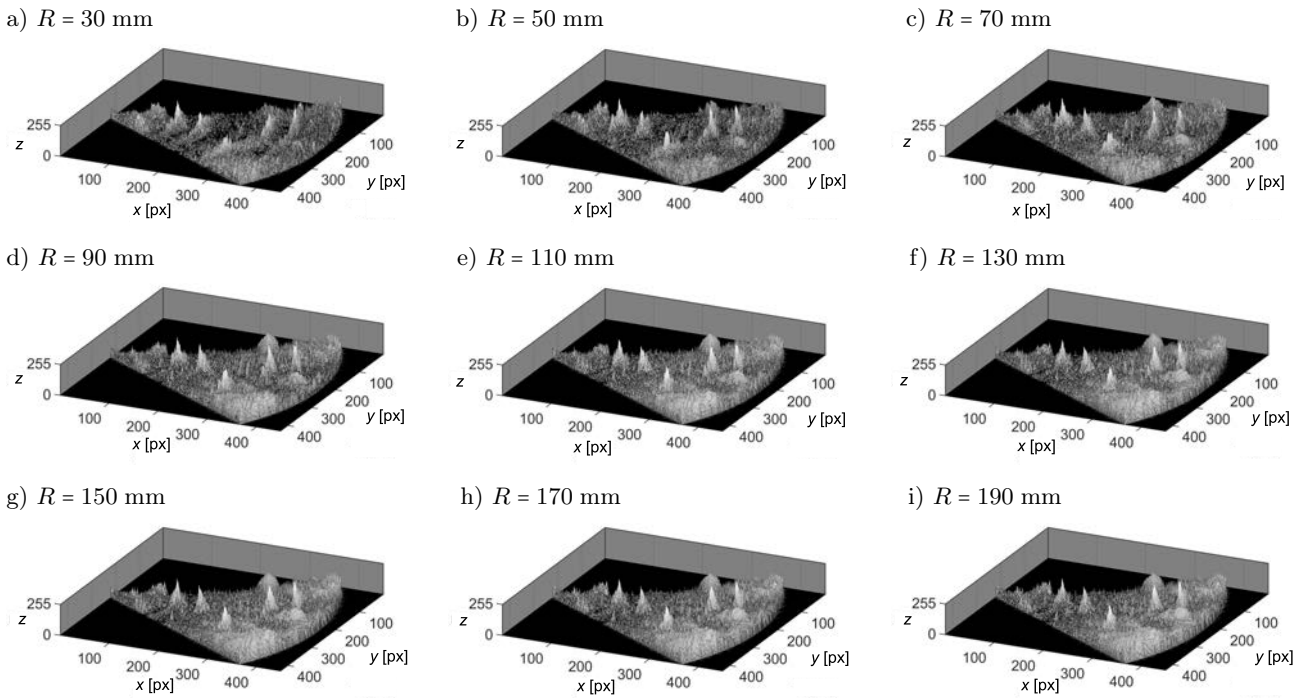 a) R = 30 mm
b) R = 50 mm
c) R = 70 mm
255
z
0
100
200
300
400
x [px]
100
200
300
400
y [px]
255
z
0
100
200
300
400
x [px]
100
200
300
400
y [px]
255
z
0
100
200
300
400
x [px]
100
200
300
400
y [px]
d) R = 90 mm
e) R = 110 mm
f) R = 130 mm
255
z
0
100
200
300
400
x [px]
100
200
300
400
y [px]
255
z
0
100
200
300
400
x [px]
100
200
300
400
y [px]
255
z
0
100
200
300
400
x [px]
100
200
300
400
y [px]
g) R = 150 mm
h) R = 170 mm
i) R = 190 mm
255
z
0
100
200
300
400
x [px]
100
200
300
400
y [px]
255
z
0
100
200
300
400
x [px]
100
200
300
400
y [px]
255
z
0
100
200
300
400
x [px]
100
200
300
400
y [px]